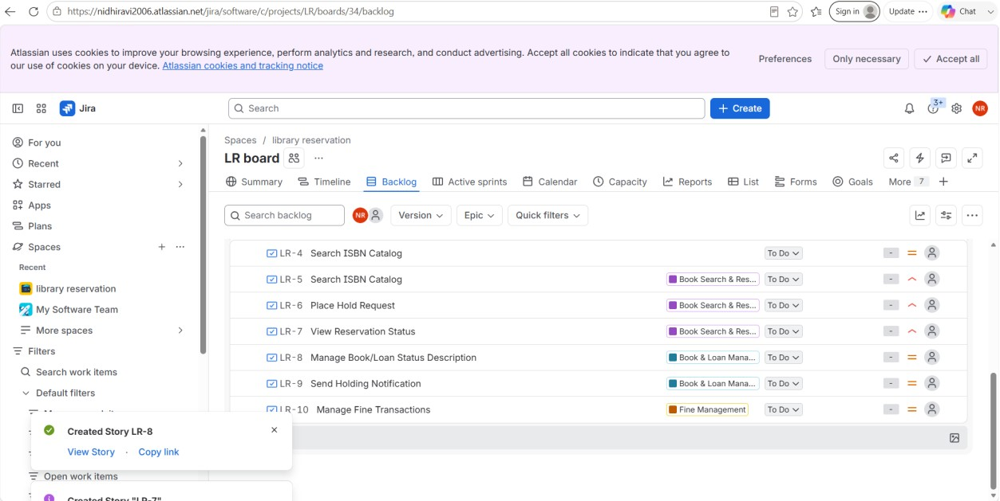 https://nidhiravi2006.atlassian.net/jira/software/c/projects/LR/boards/34/backlog Sign in Update Chat
Atlassian uses cookies to improve your browsing experience, perform analytics and research, and conduct advertising. Accept all cookies to indicate that you agree to
our use of cookies on your device. Atlassian cookies and tracking notice
Preferences Only necessary Accept all
Jira Search + Create 3+ NR
For you
Recent
Starred
Apps
Plans
Spaces
Recent
library reservation
My Software Team
More spaces
Filters
Search work items
Default filters
Open work items
Spaces / library reservation
LR board
Summary Timeline Backlog Active sprints Calendar Capacity Reports List Forms Goals More 7
Search backlog NR Version Epic Quick filters
LR-4 Search ISBN Catalog To Do -
LR-5 Search ISBN Catalog Book Search & Res... To Do -
LR-6 Place Hold Request Book Search & Res... To Do -
LR-7 View Reservation Status Book Search & Res... To Do -
LR-8 Manage Book/Loan Status Description Book & Loan Mana... To Do -
LR-9 Send Holding Notification Book & Loan Mana... To Do -
LR-10 Manage Fine Transactions Fine Management To Do -
Created Story LR-8
View Story · Copy link
Created Story "LR-7"